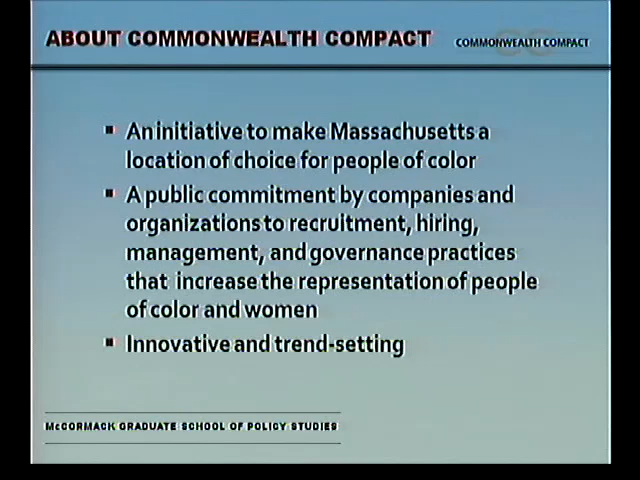 ABOUT COMMONWEALTH COMPACT
COMMONWEALTH COMPACT
▪ An initiative to make Massachusetts a
location of choice for people of color
▪ A public commitment by companies and
organizations to recruitment, hiring,
management, and governance practices
that increase the representation of people
of color and women
▪ Innovative and trend-setting
McCORMACK GRADUATE SCHOOL OF POLICY STUDIES